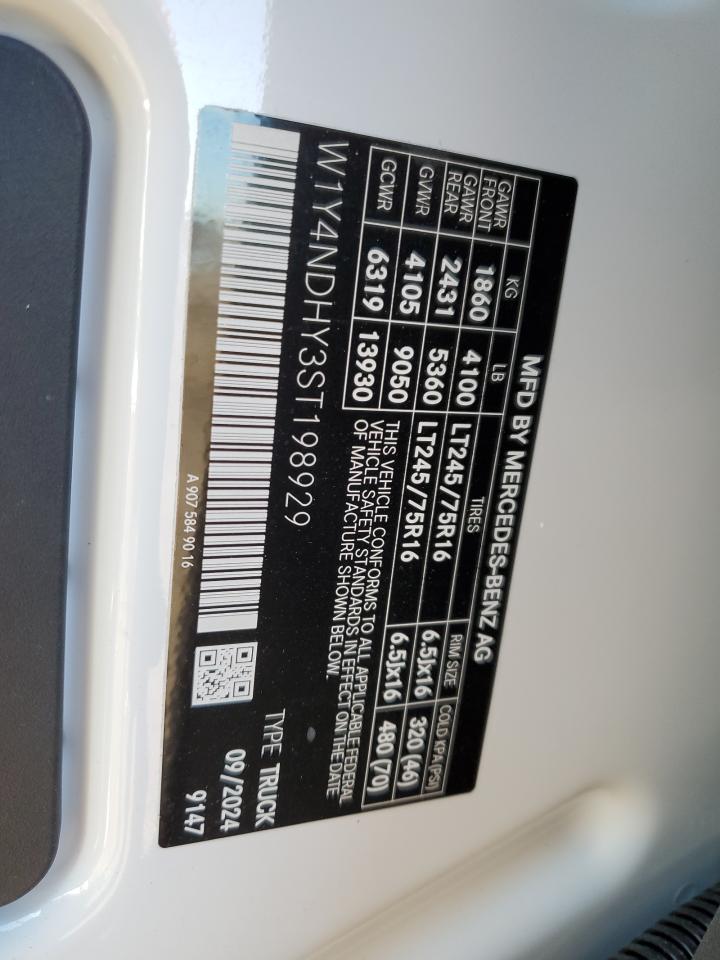 MFD BY MERCEDES-BENZ AG
KG LB TIRES RIM SIZE COLD KPA (PSI)
GAWR FRONT 1860 4100 LT245/75R16 6.5Jx16 320 (46)
GAWR REAR 2431 5360 LT245/75R16 6.5Jx16 480 (70)
GVWR 4105 9050
GCWR 6319 13930
THIS VEHICLE CONFORMS TO ALL APPLICABLE FEDERAL
VEHICLE SAFETY STANDARDS IN EFFECT ON THE DATE
OF MANUFACTURE SHOWN BELOW.
W1Y4NDHY3ST198929
TYPE TRUCK
09/2024
9147
A 907 584 90 16